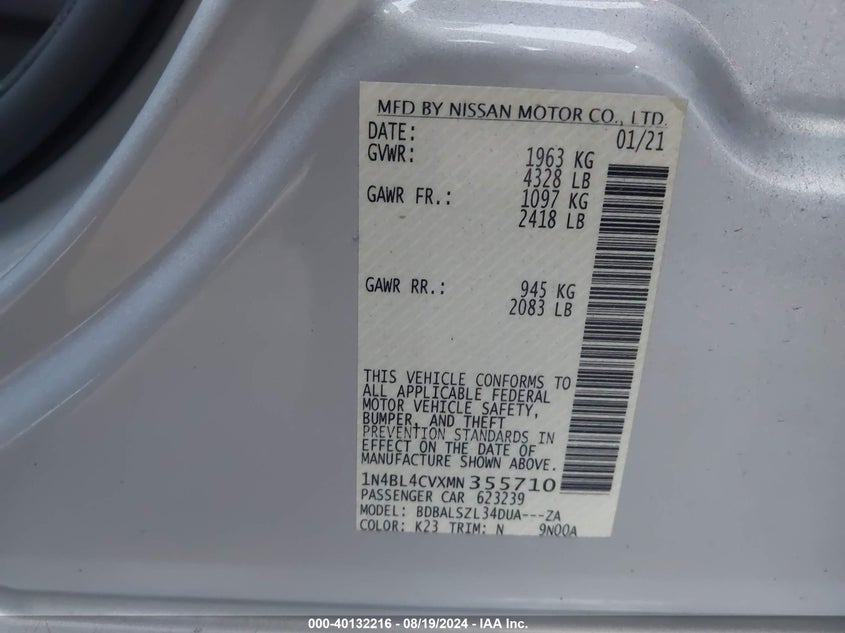 MFD BY NISSAN MOTOR CO., LTD.
DATE: 01/21
GVWR: 1963 KG
4328 LB
GAWR FR.: 1097 KG
2418 LB
GAWR RR.: 945 KG
2083 LB
THIS VEHICLE CONFORMS TO
ALL APPLICABLE FEDERAL
MOTOR VEHICLE SAFETY,
BUMPER, AND THEFT
PREVENTION STANDARDS IN
EFFECT ON THE DATE OF
MANUFACTURE SHOWN ABOVE.
1N4BL4CVXMN355710
PASSENGER CAR 623239
MODEL: BDBALSZL34DUA---ZA
COLOR: K23 TRIM: N 9N00A
000-40132216 - 08/19/2024 - IAA Inc.